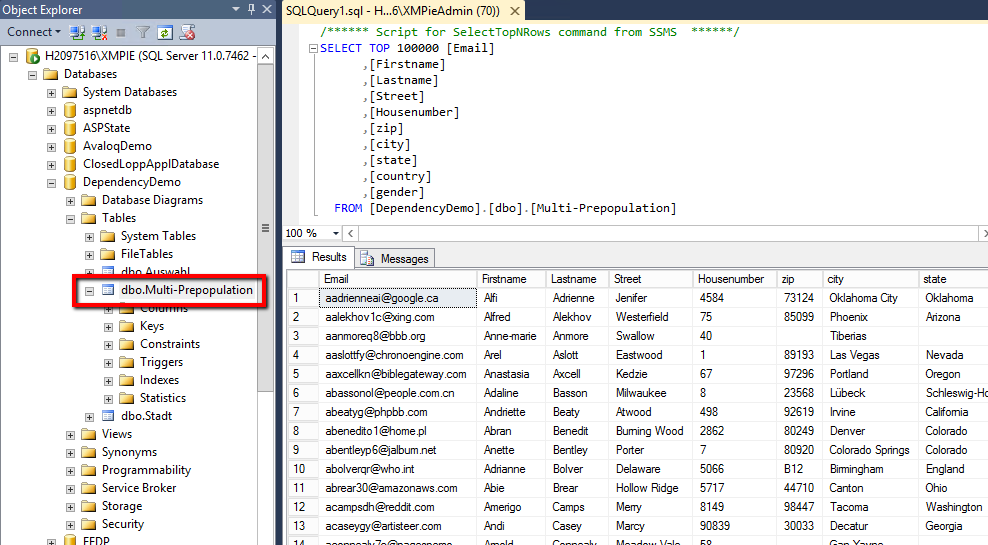 Object Explorer
Connect
H2097516\XMPIE (SQL Server 11.0.7462 -
Databases
System Databases
aspnetdb
ASPState
AvaloqDemo
ClosedLoppApplDatabase
DependencyDemo
Database Diagrams
Tables
System Tables
FileTables
dbo.Auswahl
dbo.Multi-Prepopulation
Columns
Keys
Constraints
Triggers
Indexes
Statistics
dbo.Stadt
Views
Synonyms
Programmability
Service Broker
Storage
Security
EFDP
SQLQuery1.sql - H...6\XMPieAdmin (70))
/****** Script for SelectTopNRows command from SSMS ******/
SELECT TOP 100000 [Email]
,[Firstname]
,[Lastname]
,[Street]
,[Housenumber]
,[zip]
,[city]
,[state]
,[country]
,[gender]
FROM [DependencyDemo].[dbo].[Multi-Prepopulation]
100 %
Results Messages
Email Firstname Lastname Street Housenumber zip city state
1 aadrienneai@google.ca Alfi Adrienne Jenifer 4584 73124 Oklahoma City Oklahoma
2 aalekhov1c@xing.com Alfred Alekhov Westerfield 75 85099 Phoenix Arizona
3 aanmoreq8@bbb.org Anne-marie Anmore Swallow 40 Tiberias
4 aaslottfy@chronoengine.com Arel Aslott Eastwood 1 89193 Las Vegas Nevada
5 aaxcellkn@biblegateway.com Anastasia Axcell Kedzie 67 97296 Portland Oregon
6 abassonol@people.com.cn Adaline Basson Milwaukee 8 23568 Lübeck Schleswig-Ho
7 abeatyg@phpbb.com Andriette Beaty Atwood 498 92619 Irvine California
8 abenedito1@home.pl Abran Benedit Burning Wood 2862 80249 Denver Colorado
9 abentleyp6@jalbum.net Anette Bentley Porter 7 80920 Colorado Springs Colorado
10 abolverqr@who.int Adrianne Bolver Delaware 5066 B12 Birmingham England
11 abrear30@amazonaws.com Abie Brear Hollow Ridge 5717 44710 Canton Ohio
12 acampsdh@reddit.com Amerigo Camps Merry 8149 98447 Tacoma Washington
13 acaseygy@artisteer.com Andi Casey Marcy 90839 30033 Decatur Georgia
14